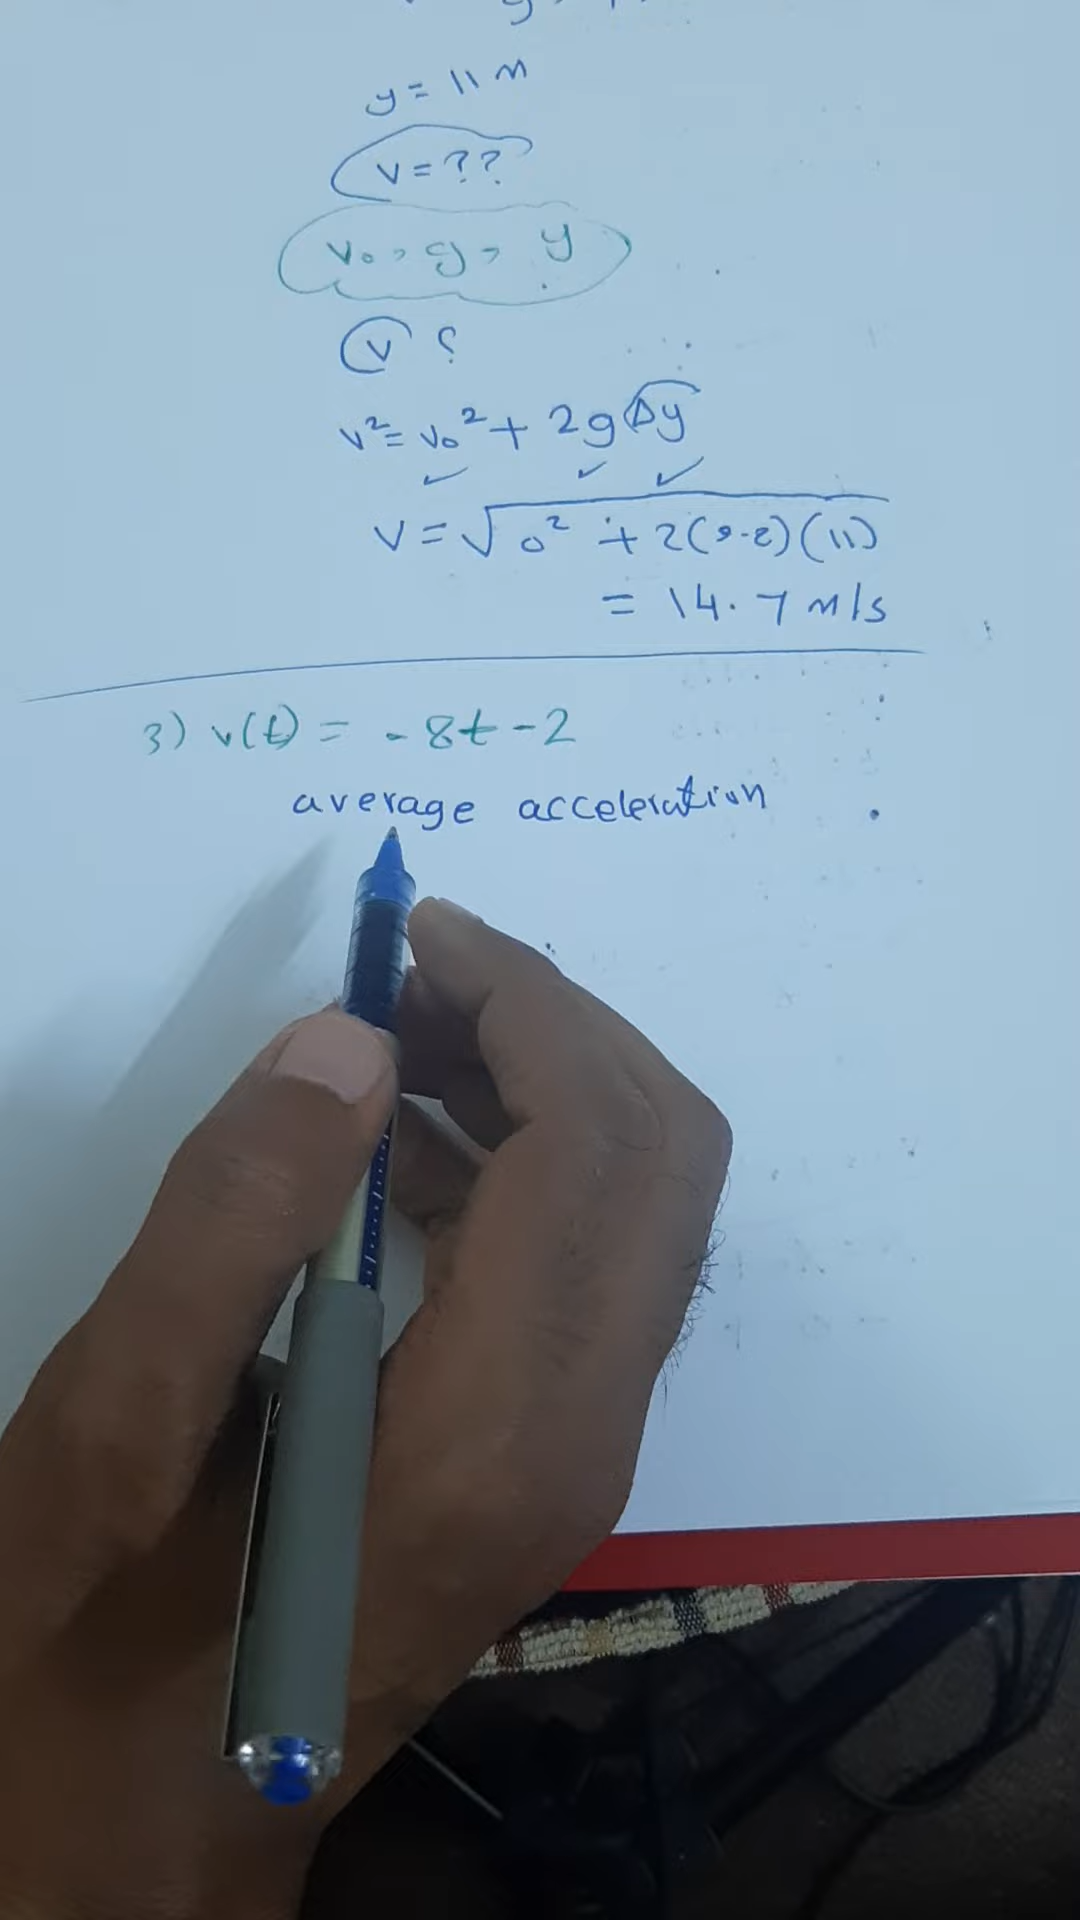 y = 11 m
v = ??
v₀, g, y
v ?
v² = v₀² + 2gΔy
v = √0² + 2(9.8)(11)
= 14.7 m/s
3) v(t) = -8t - 2
average acceleration